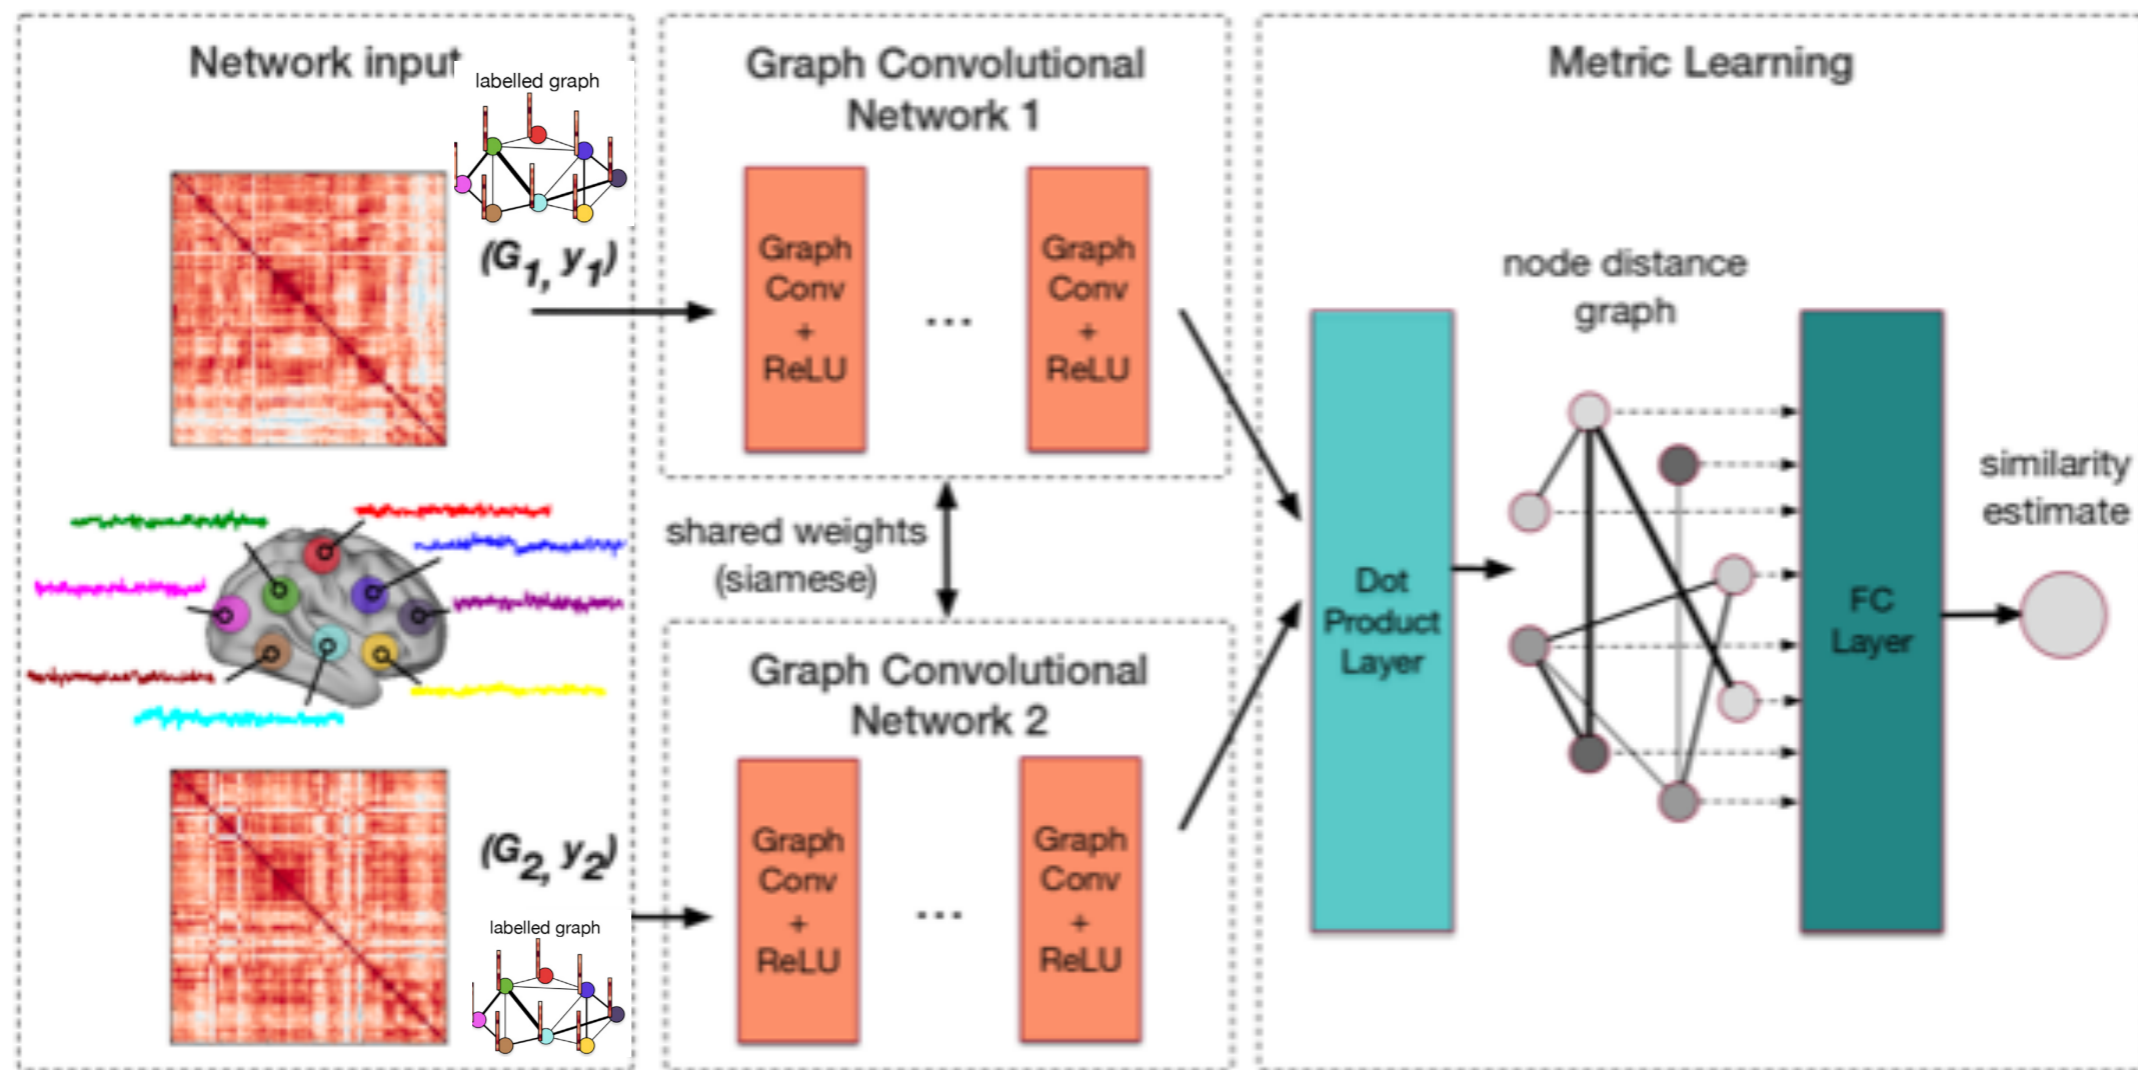 Network input
labelled graph
(G1, y1)
(G2, y2)
labelled graph
Graph Convolutional
Network 1
Graph
Conv
+
ReLU
...
Graph
Conv
+
ReLU
shared weights
(siamese)
Graph Convolutional
Network 2
Graph
Conv
+
ReLU
...
Graph
Conv
+
ReLU
Metric Learning
Dot
Product
Layer
node distance
graph
FC
Layer
similarity
estimate